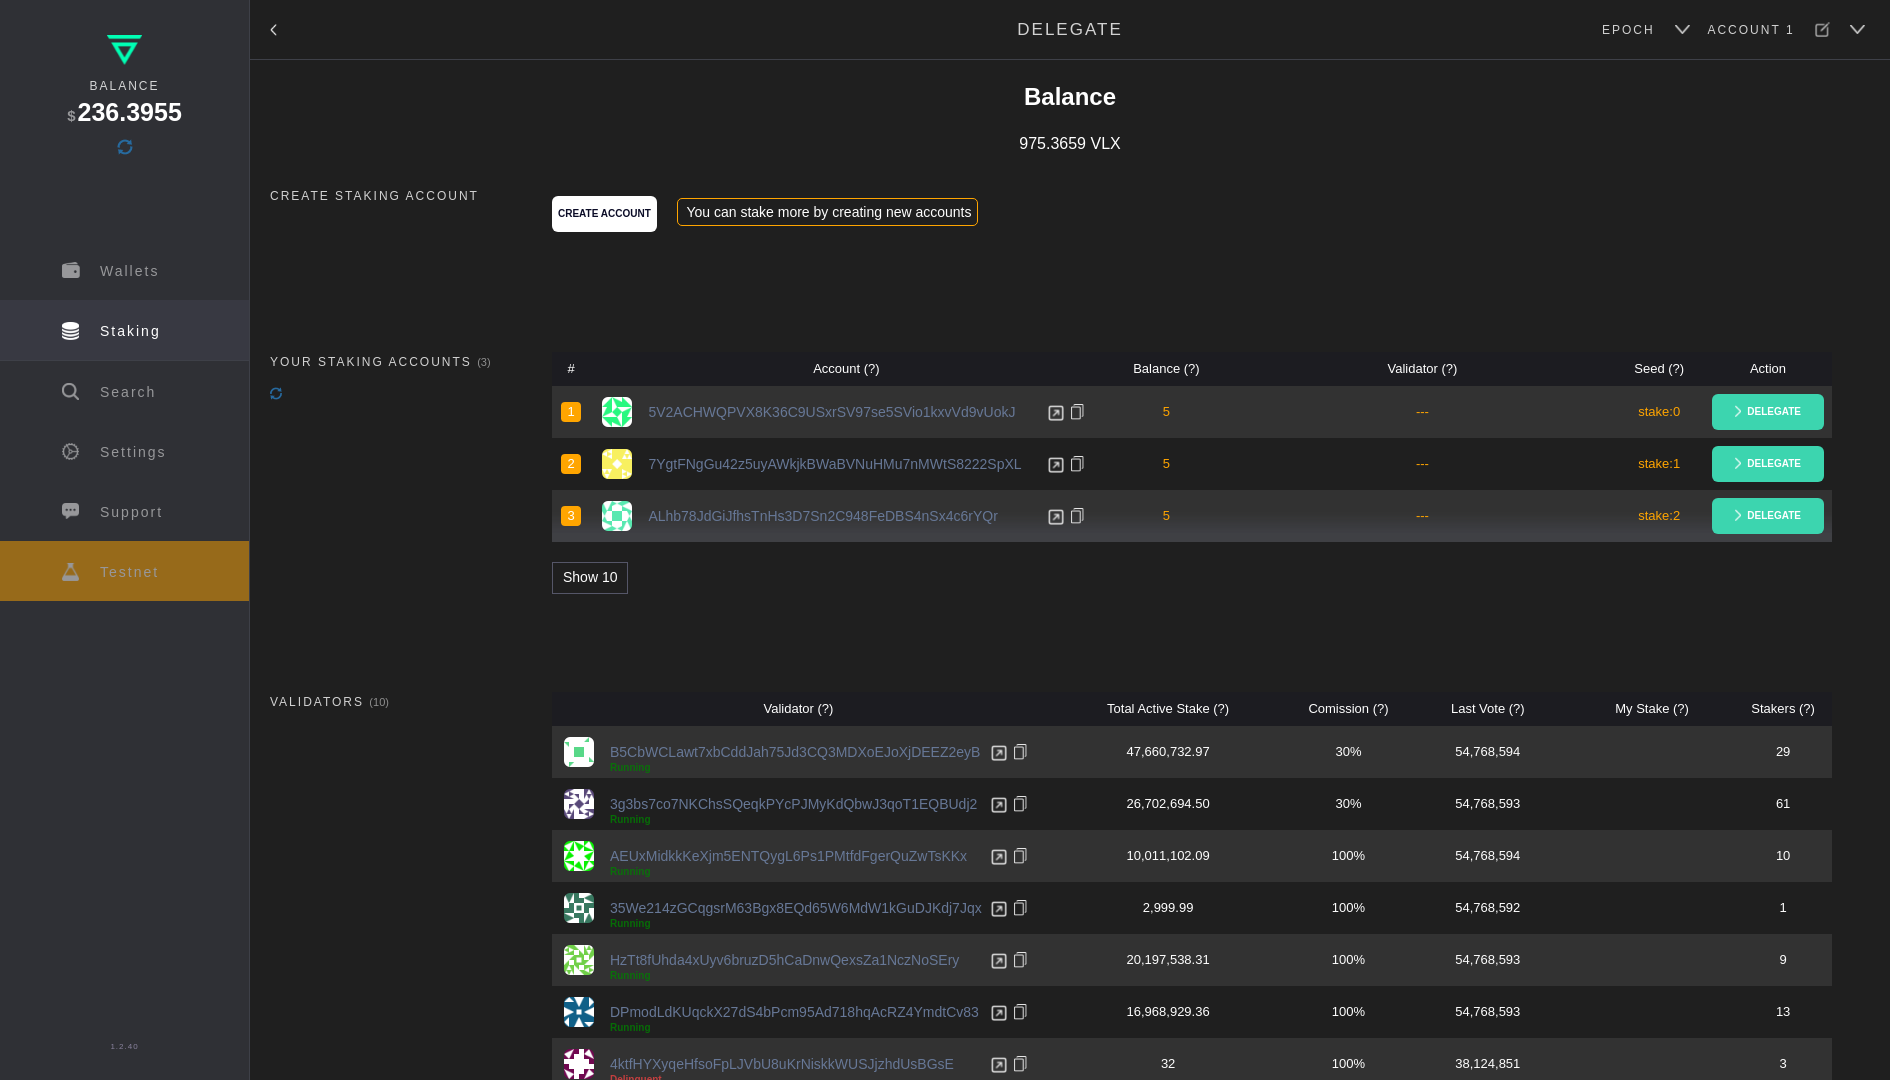 DELEGATE
EPOCH
ACCOUNT 1
BALANCE
$236.3955
Wallets
Staking
Search
Settings
Support
Testnet
1.2.40
Balance
975.3659 VLX
CREATE STAKING ACCOUNT
CREATE ACCOUNT
You can stake more by creating new accounts
YOUR STAKING ACCOUNTS (3)
# Account (?) Balance (?) Validator (?) Seed (?) Action
1 5V2ACHWQPVX8K36C9USxrSV97se5SVio1kxvVd9vUokJ 5 --- stake:0 DELEGATE
2 7YgtFNgGu42z5uyAWkjkBWaBVNuHMu7nMWtS8222SpXL 5 --- stake:1 DELEGATE
3 ALhb78JdGiJfhsTnHs3D7Sn2C948FeDBS4nSx4c6rYQr 5 --- stake:2 DELEGATE
Show 10
VALIDATORS (10)
Validator (?) Total Active Stake (?) Comission (?) Last Vote (?) My Stake (?) Stakers (?)
B5CbWCLawt7xbCddJah75Jd3CQ3MDXoEJoXjDEEZ2eyB 47,660,732.97 30% 54,768,594 29
Running
3g3bs7co7NKChsSQeqkPYcPJMyKdQbwJ3qoT1EQBUdj2 26,702,694.50 30% 54,768,593 61
Running
AEUxMidkkKeXjm5ENTQygL6Ps1PMtfdFgerQuZwTsKKx 10,011,102.09 100% 54,768,594 10
Running
35We214zGCqgsrM63Bgx8EQd65W6MdW1kGuDJKdj7Jqx 2,999.99 100% 54,768,592 1
Running
HzTt8fUhda4xUyv6bruzD5hCaDnwQexsZa1NczNoSEry 20,197,538.31 100% 54,768,593 9
Running
DPmodLdKUqckX27dS4bPcm95Ad718hqAcRZ4YmdtCv83 16,968,929.36 100% 54,768,593 13
Running
4ktfHYXyqeHfsoFpLJVbU8uKrNiskkWUSJjzhdUsBGsE 32 100% 38,124,851 3
Delinquent